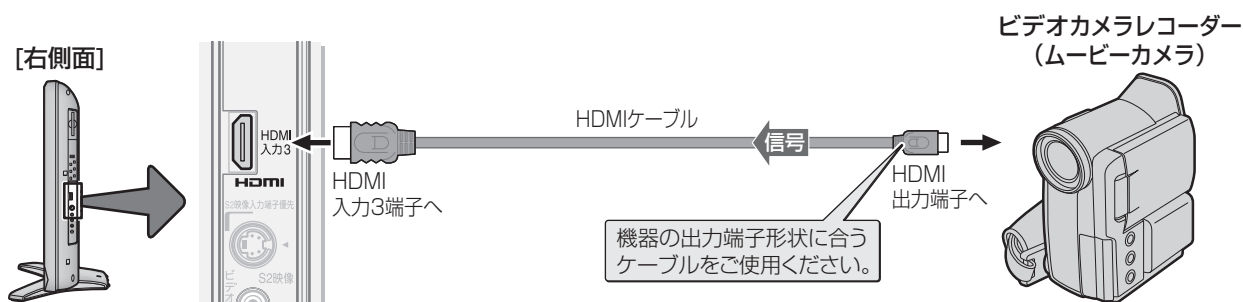 [右側面]
HDMI
入力3
HDMI
S2映像入力端子優先
S2映像
ビデオ
HDMI
入力3端子へ
HDMIケーブル
信号
HDMI
出力端子へ
機器の出力端子形状に合う
ケーブルをご使用ください。
ビデオカメラレコーダー
（ムービーカメラ）